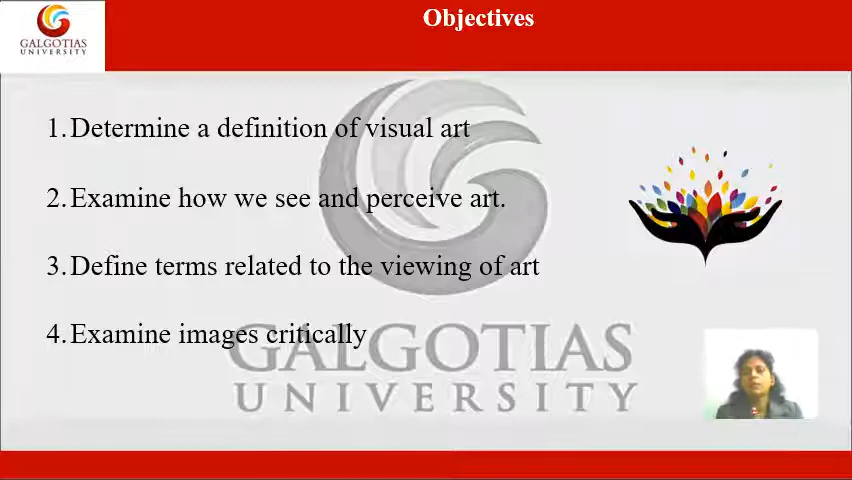 Objectives
GALGOTIAS
UNIVERSITY
1. Determine a definition of visual art
2. Examine how we see and perceive art.
3. Define terms related to the viewing of art
4. Examine images critically
GALGOTIAS
UNIVERSITY